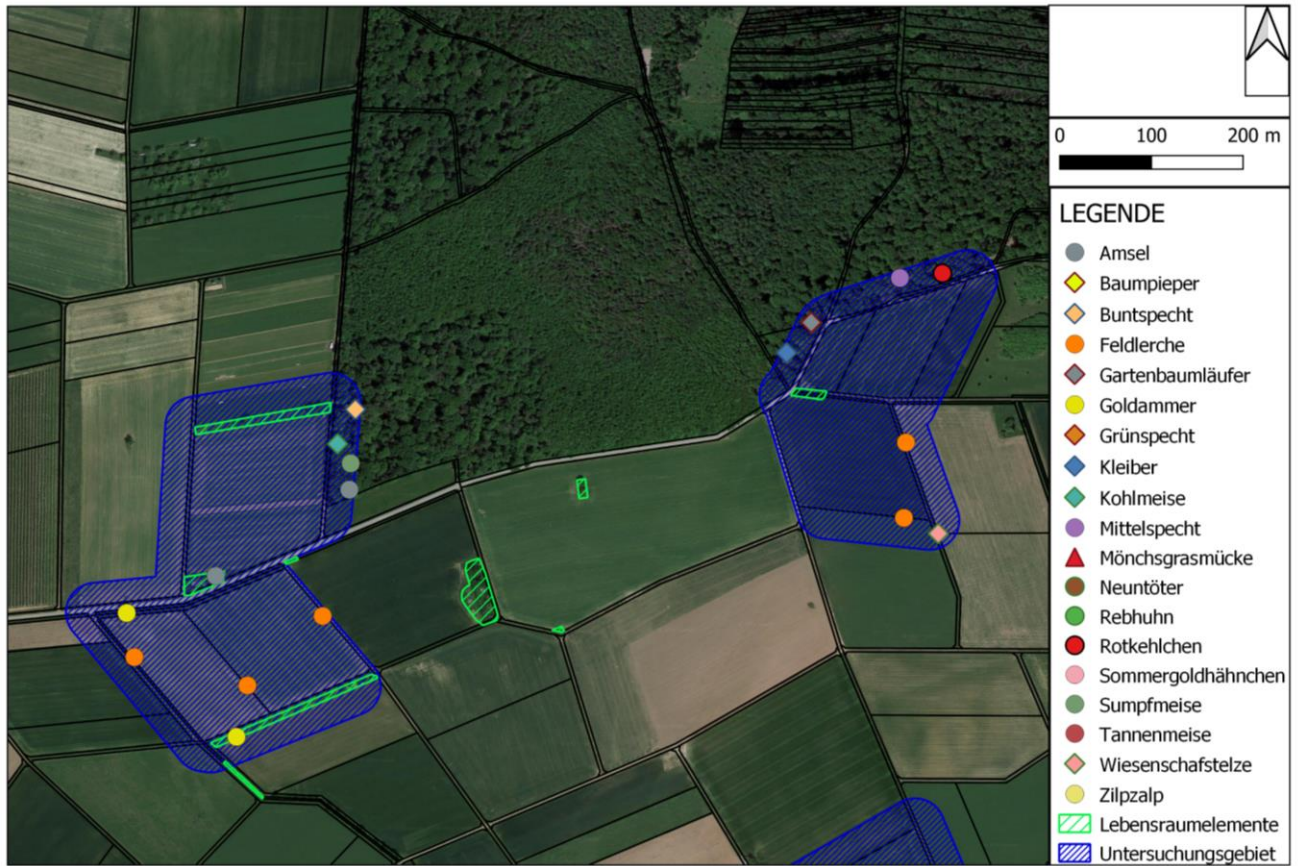 0 100 200 m
LEGENDE
Amsel
Baumpieper
Buntspecht
Feldlerche
Gartenbaumläufer
Goldammer
Grünspecht
Kleiber
Kohlmeise
Mittelspecht
Mönchsgrasmücke
Neuntöter
Rebhuhn
Rotkehlchen
Sommergoldhähnchen
Sumpfmeise
Tannenmeise
Wiesenschafstelze
Zilpzalp
Lebensraumelemente
Untersuchungsgebiet